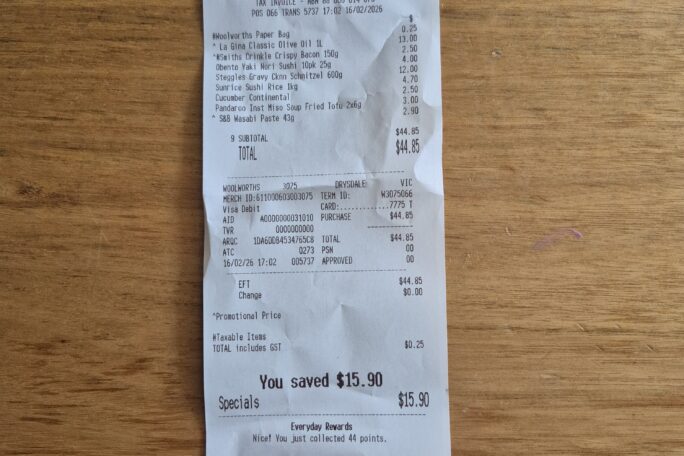 TAX INVOICE - ABN 88 000 014 675
POS 066 TRANS 5737 17:02 16/02/2026
$
#Woolworths Paper Bag 0.25
^ La Gina Classic Olive Oil 1L 13.00
^#Smiths Crinkle Crispy Bacon 150g 2.50
Obento Yaki Nori Sushi 10pk 25g 4.00
Steggles Gravy Ckno Schnitzel 600g 12.00
Sunrice Sushi Rice 1kg 4.70
Cucumber Continental 2.50
Pandaroo Inst Miso Soup Fried Tofu 2x6g 3.00
^ S&B Wasabi Paste 43g 2.90
$44.85
9 SUBTOTAL
TOTAL $44.85
WOOLWORTHS 3075 DRYSDALE VIC
MERCH ID:611000603003075 TERM ID: W3075066
Visa Debit CARD:............7775 T
AID A0000000031010 PURCHASE $44.85
TVR 0000000000
ARQC 1DA6D0B4534765C8 TOTAL $44.85
ATC 0273 PSN 00
16/02/26 17:02 005737 APPROVED 00
EFT $44.85
Change $0.00
^Promotional Price
#Taxable Items
TOTAL includes GST $0.25
You saved $15.90
Specials $15.90
Everyday Rewards
Nice! You just collected 44 points.